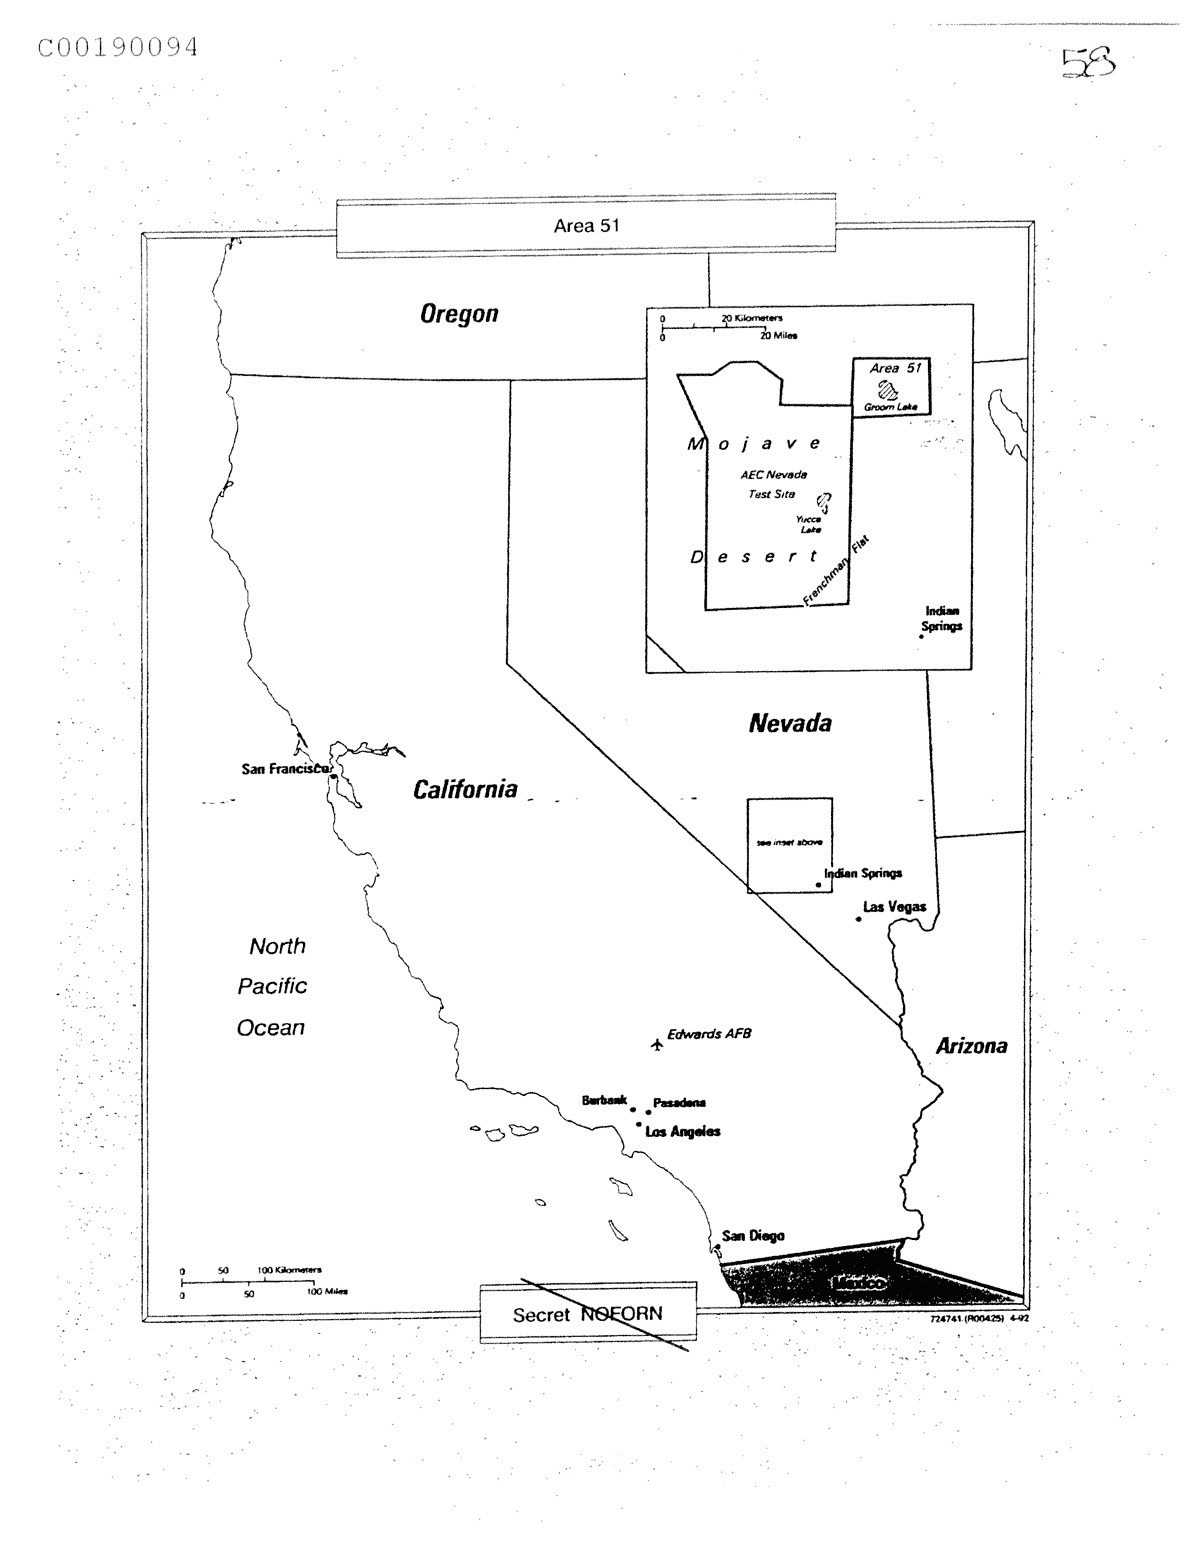 C00190094
58
Area 51
Oregon
0 20 Kilometers
0 20 Miles
Area 51
Groom Lake
Mojave
AEC Nevada
Test Site
Yucca
Lake
Desert
Frenchman Flat
Indian
Springs
Nevada
San Francisco
California
see inset above
Indian Springs
Las Vegas
North
Pacific
Ocean
Edwards AFB
Arizona
Burbank
Pasadena
Los Angeles
San Diego
Mexico
0 50 100 Kilometers
0 50 100 Miles
Secret NOFORN
724741 (R00425) 4-92